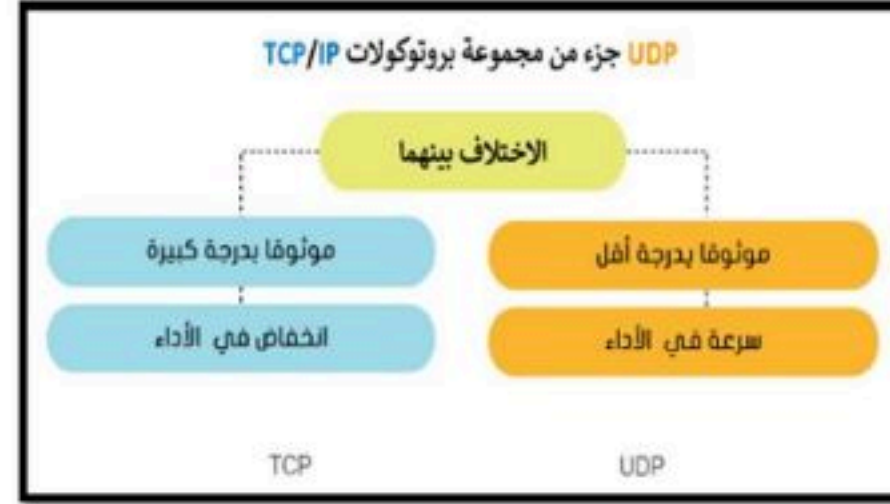 UDP جزء من مجموعة بروتوكولات TCP/IP
الاختلاف بينهما
موثوقا بدرجة أقل
موثوقا بدرجة كبيرة
سرعة في الأداء
انخفاض في الأداء
UDP
TCP